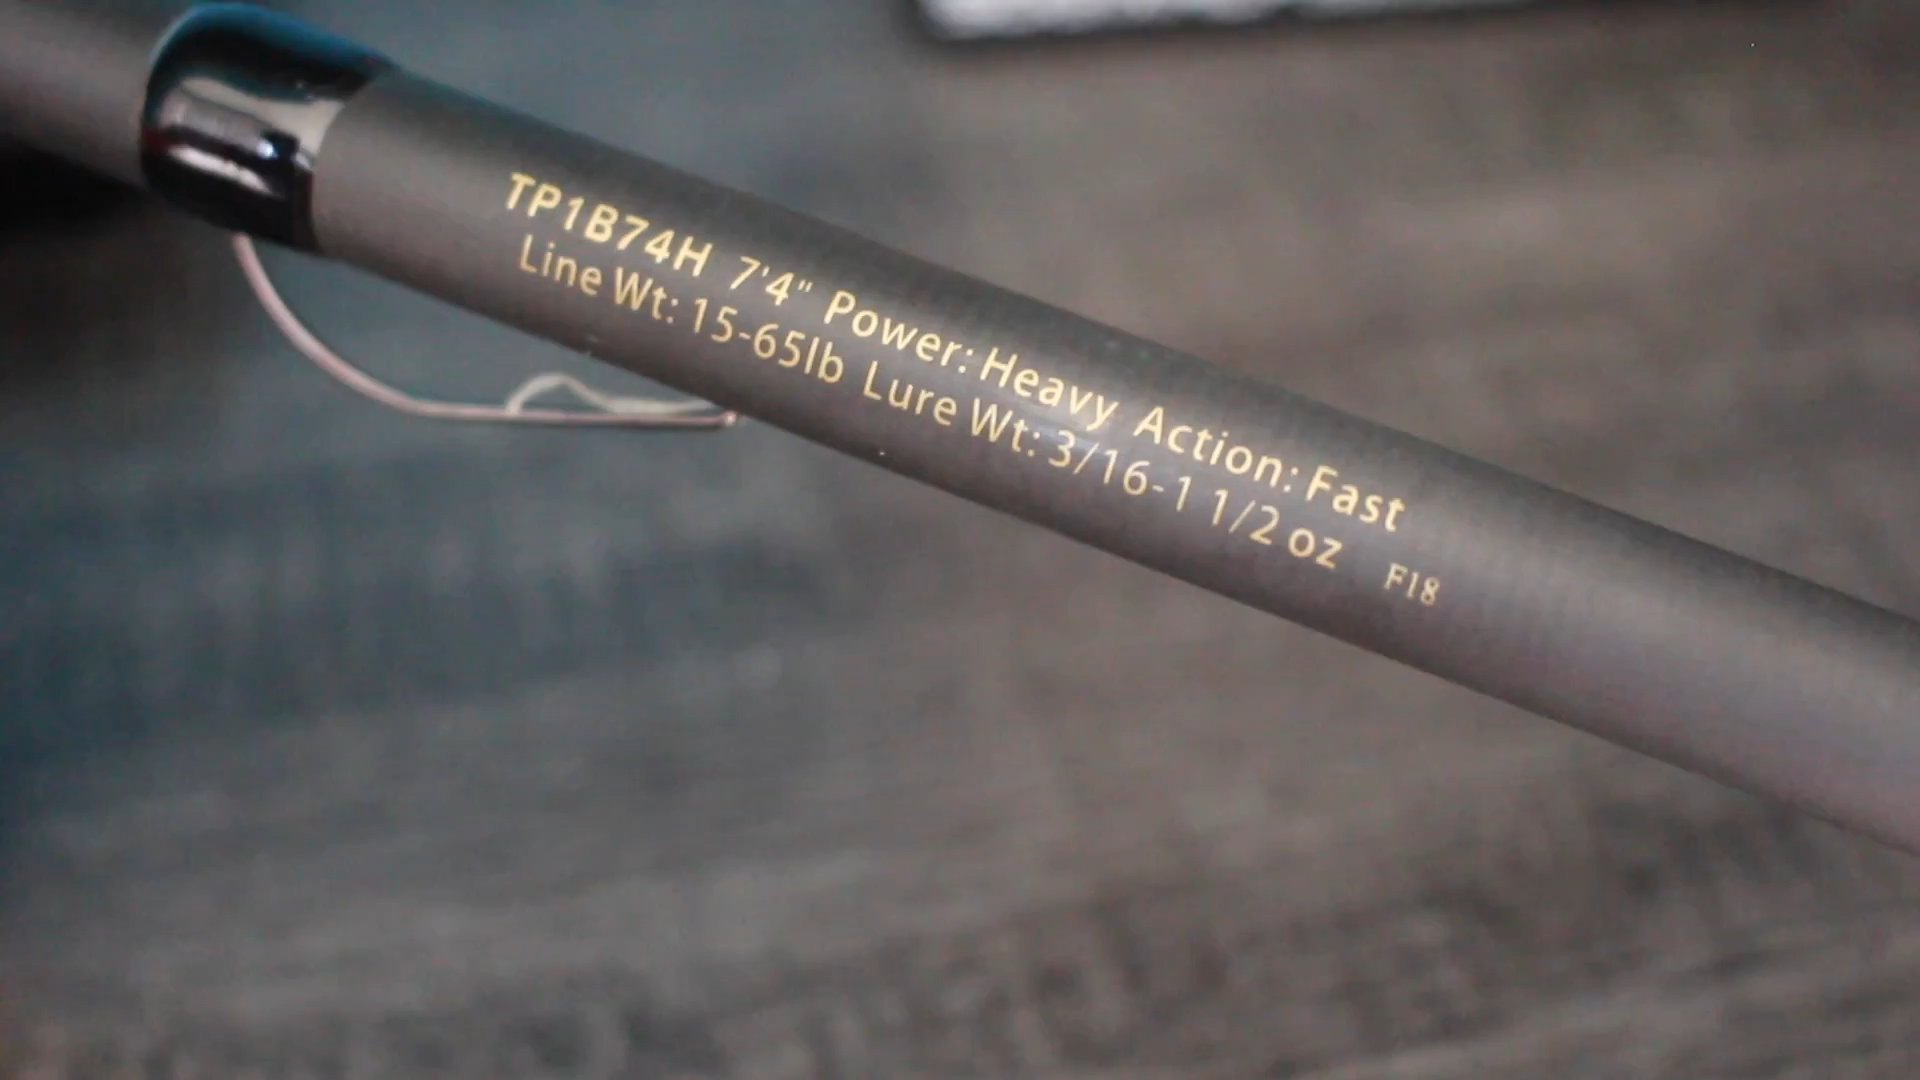 TP1B74H 7'4" Power: Heavy Action: Fast
Line Wt: 15-65lb Lure Wt: 3/16-1 1/2 oz F18